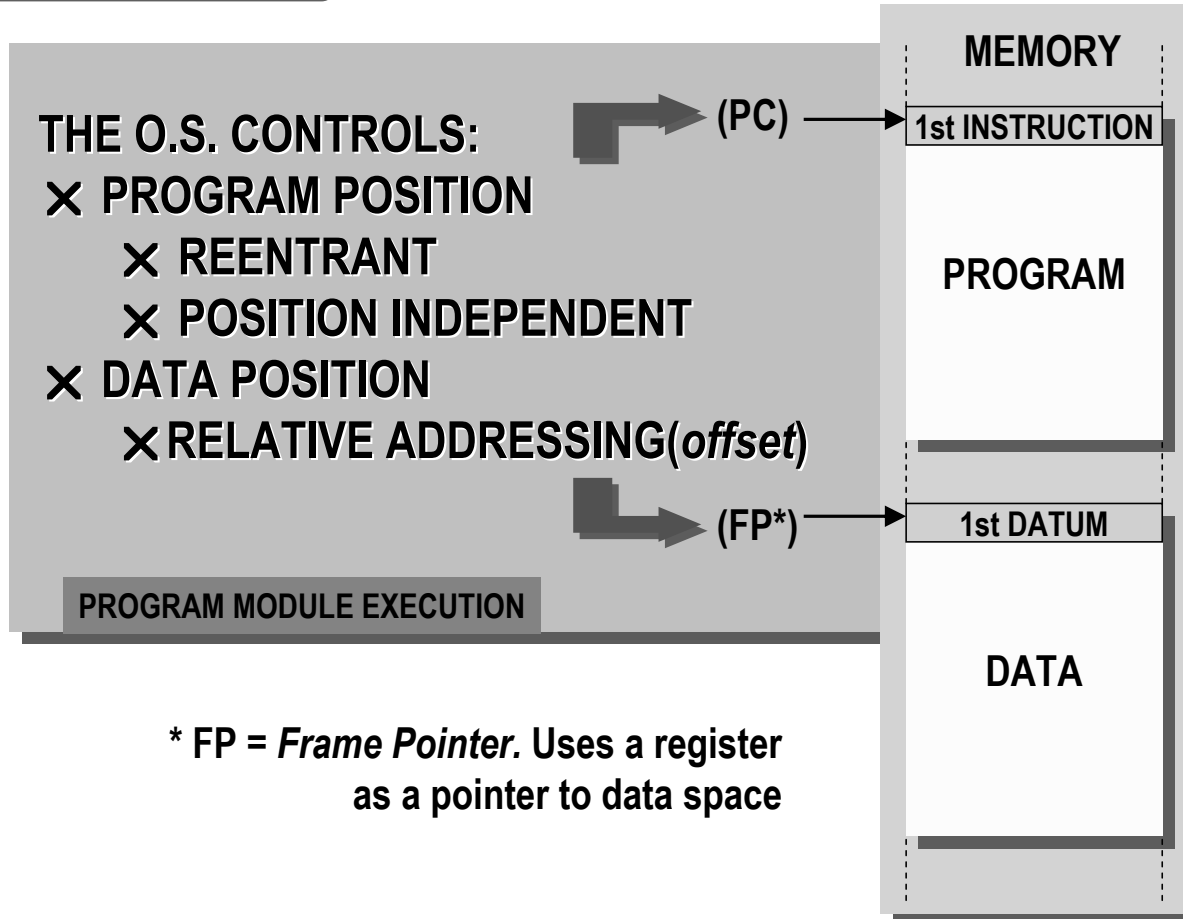 THE O.S. CONTROLS:
✕ PROGRAM POSITION
✕ REENTRANT
✕ POSITION INDEPENDENT
✕ DATA POSITION
✕ RELATIVE ADDRESSING(offset)
PROGRAM MODULE EXECUTION
(PC)
(FP*)
MEMORY
1st INSTRUCTION
PROGRAM
1st DATUM
DATA
* FP = Frame Pointer. Uses a register
as a pointer to data space